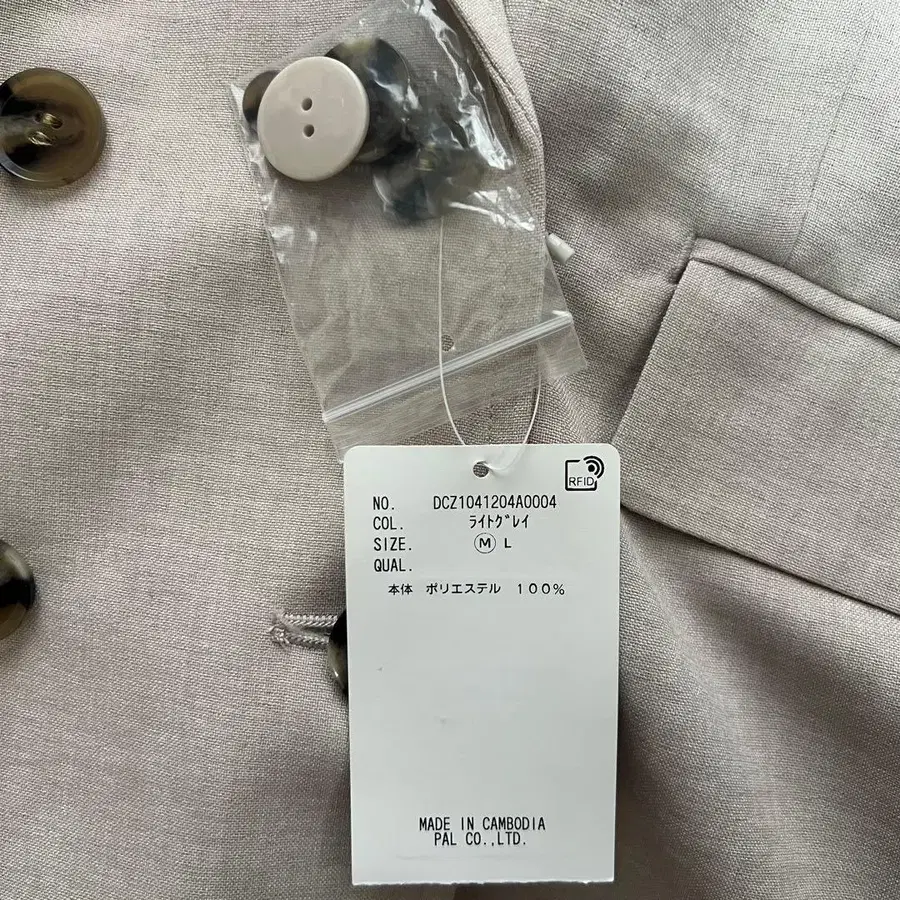 RFID
NO. DCZ1041204A0004
COL. ﾗｲﾄｸﾞﾚｲ
SIZE. Ⓜ L
QUAL.
本体 ポリエステル 100%
MADE IN CAMBODIA
PAL CO.,LTD.